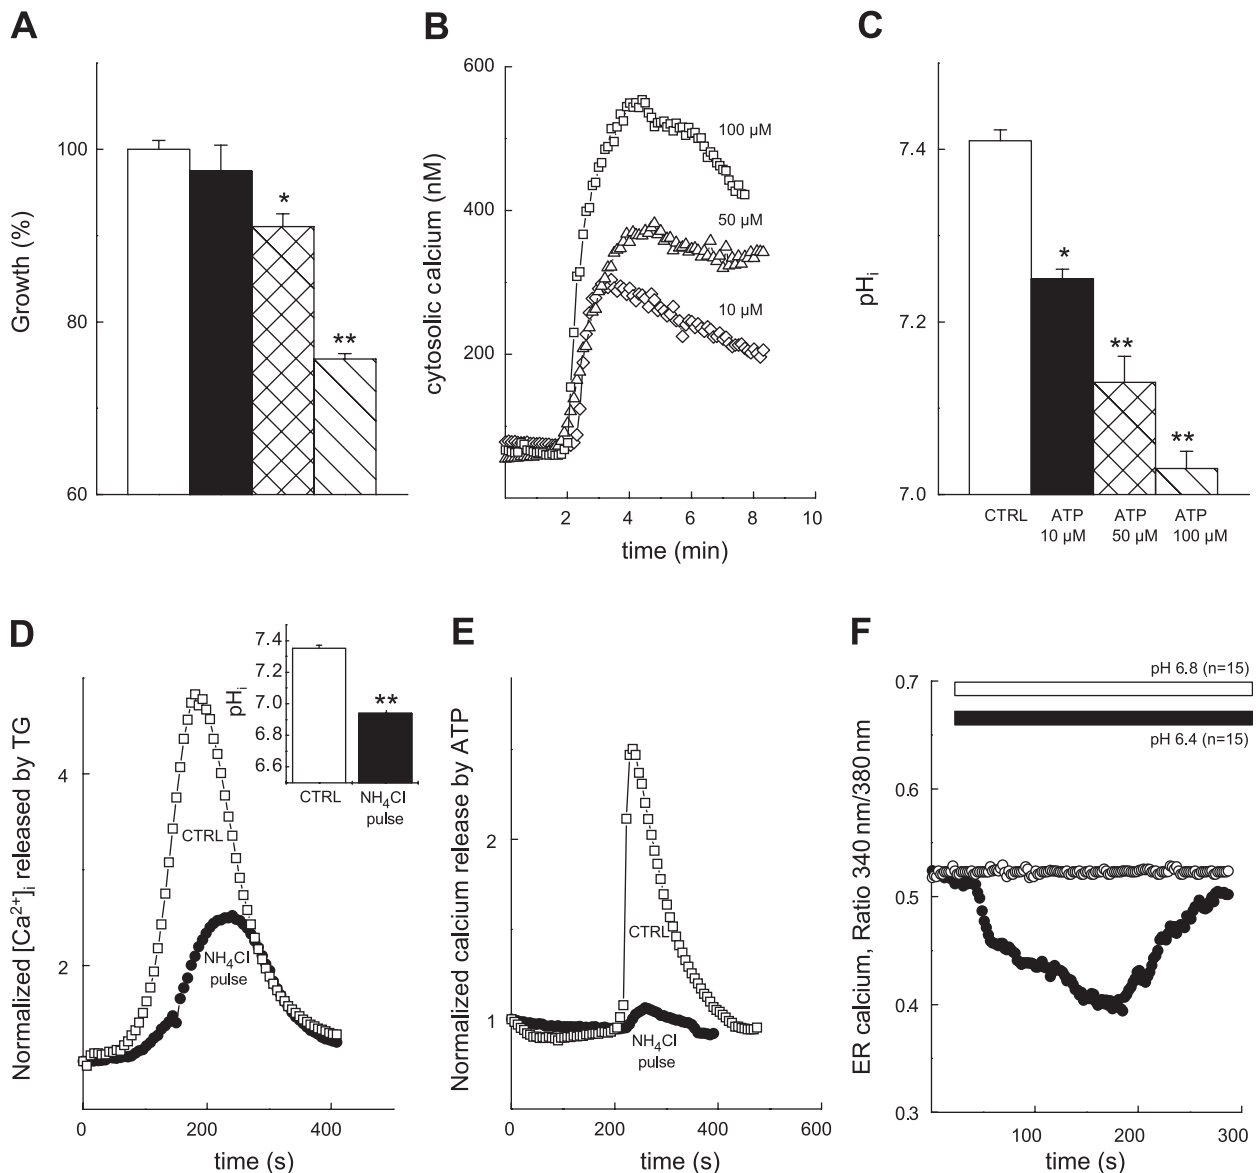 A
Growth (%)
100
80
60
*
**
B
cytosolic calcium (nM)
600
400
200
100 µM
50 µM
10 µM
0
2
4
6
8
10
time (min)
C
pHi
7.4
7.2
7.0
*
**
**
CTRL
ATP
10 µM
ATP
50 µM
ATP
100 µM
D
Normalized [Ca²⁺]i released by TG
4
2
CTRL
NH₄Cl
pulse
0
200
400
time (s)
pHi
7.4
7.2
7.0
6.8
6.6
**
CTRL
NH₄Cl
pulse
E
Normalized calcium release by ATP
2
1
CTRL
NH₄Cl
pulse
0
200
400
600
time (s)
F
ER calcium, Ratio 340 nm/380 nm
0.7
0.6
0.5
0.4
0.3
pH 6.8 (n=15)
pH 6.4 (n=15)
100
200
300
time (s)